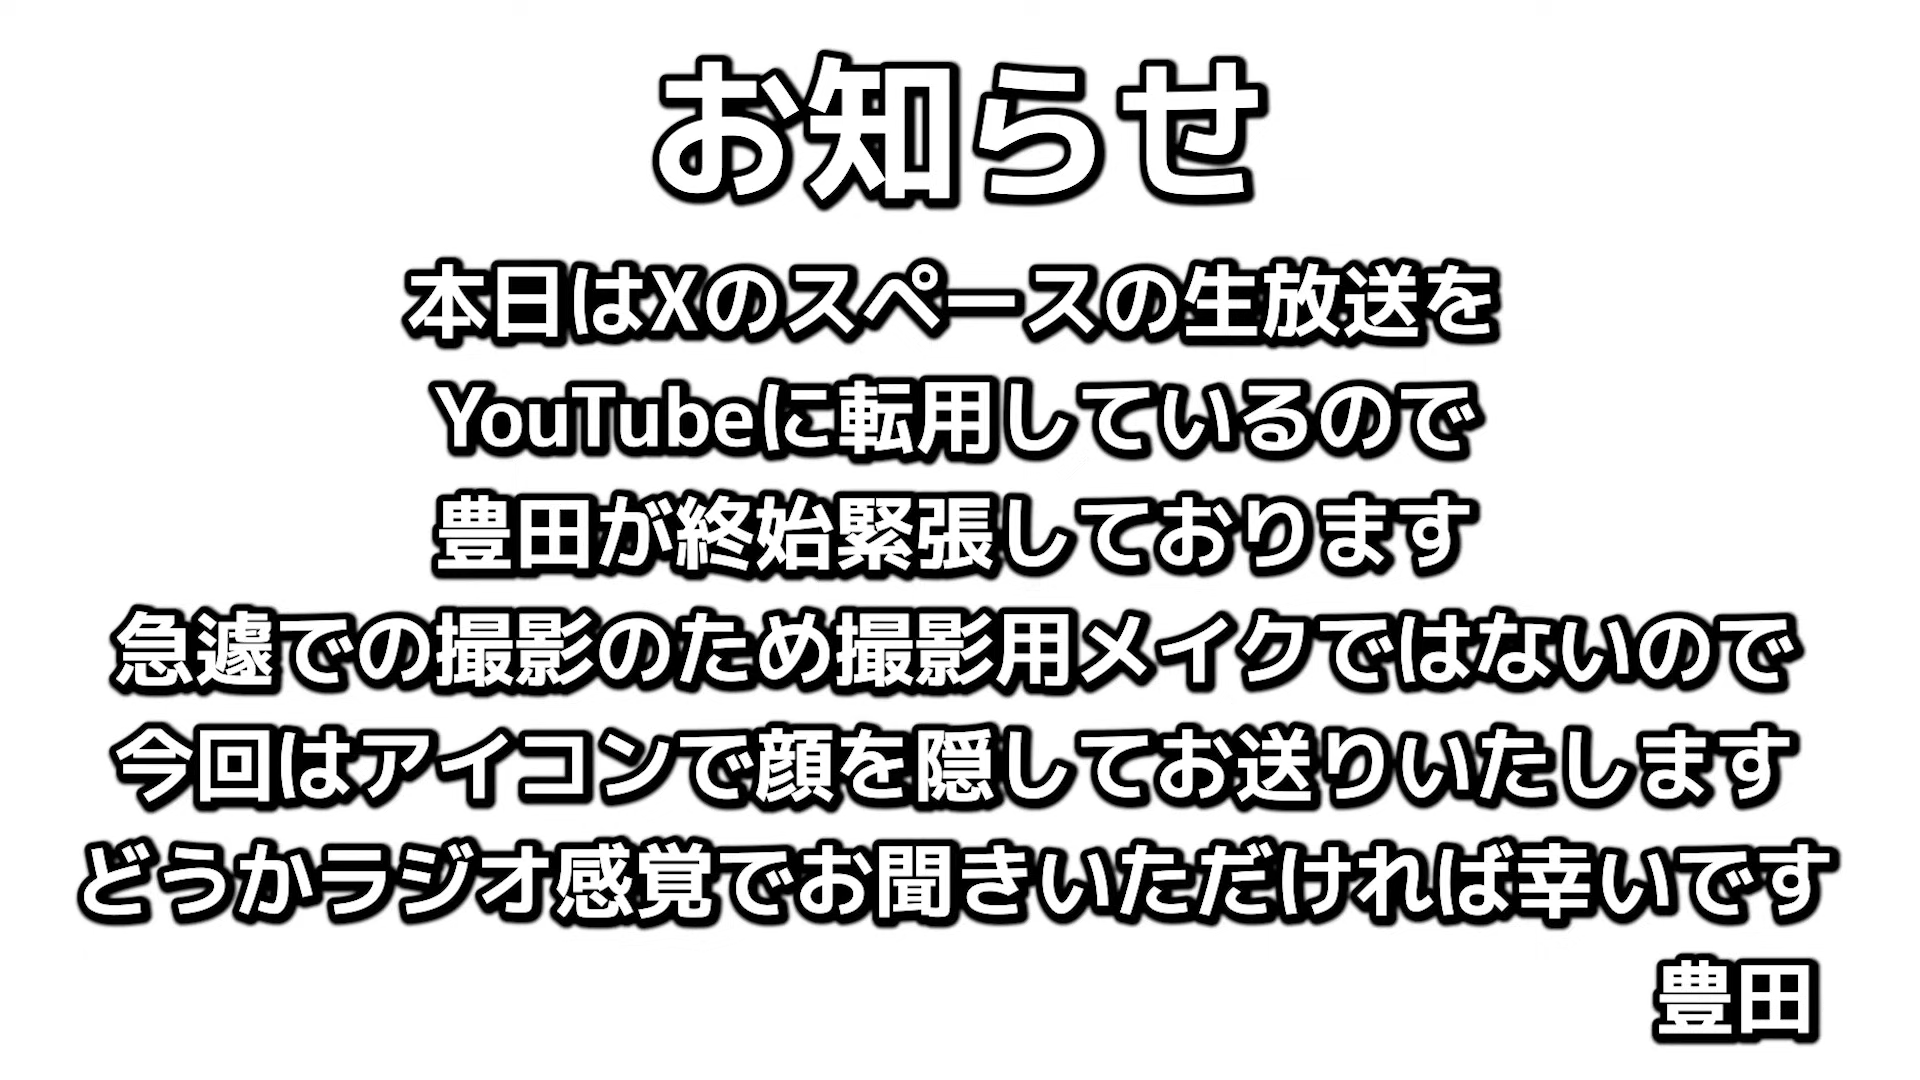 お知らせ
本日はXのスペースの生放送を
YouTubeに転用しているので
豊田が終始緊張しております
急遽での撮影のため撮影用メイクではないので
今回はアイコンで顔を隠してお送りいたします
どうかラジオ感覚でお聞きいただければ幸いです
豊田